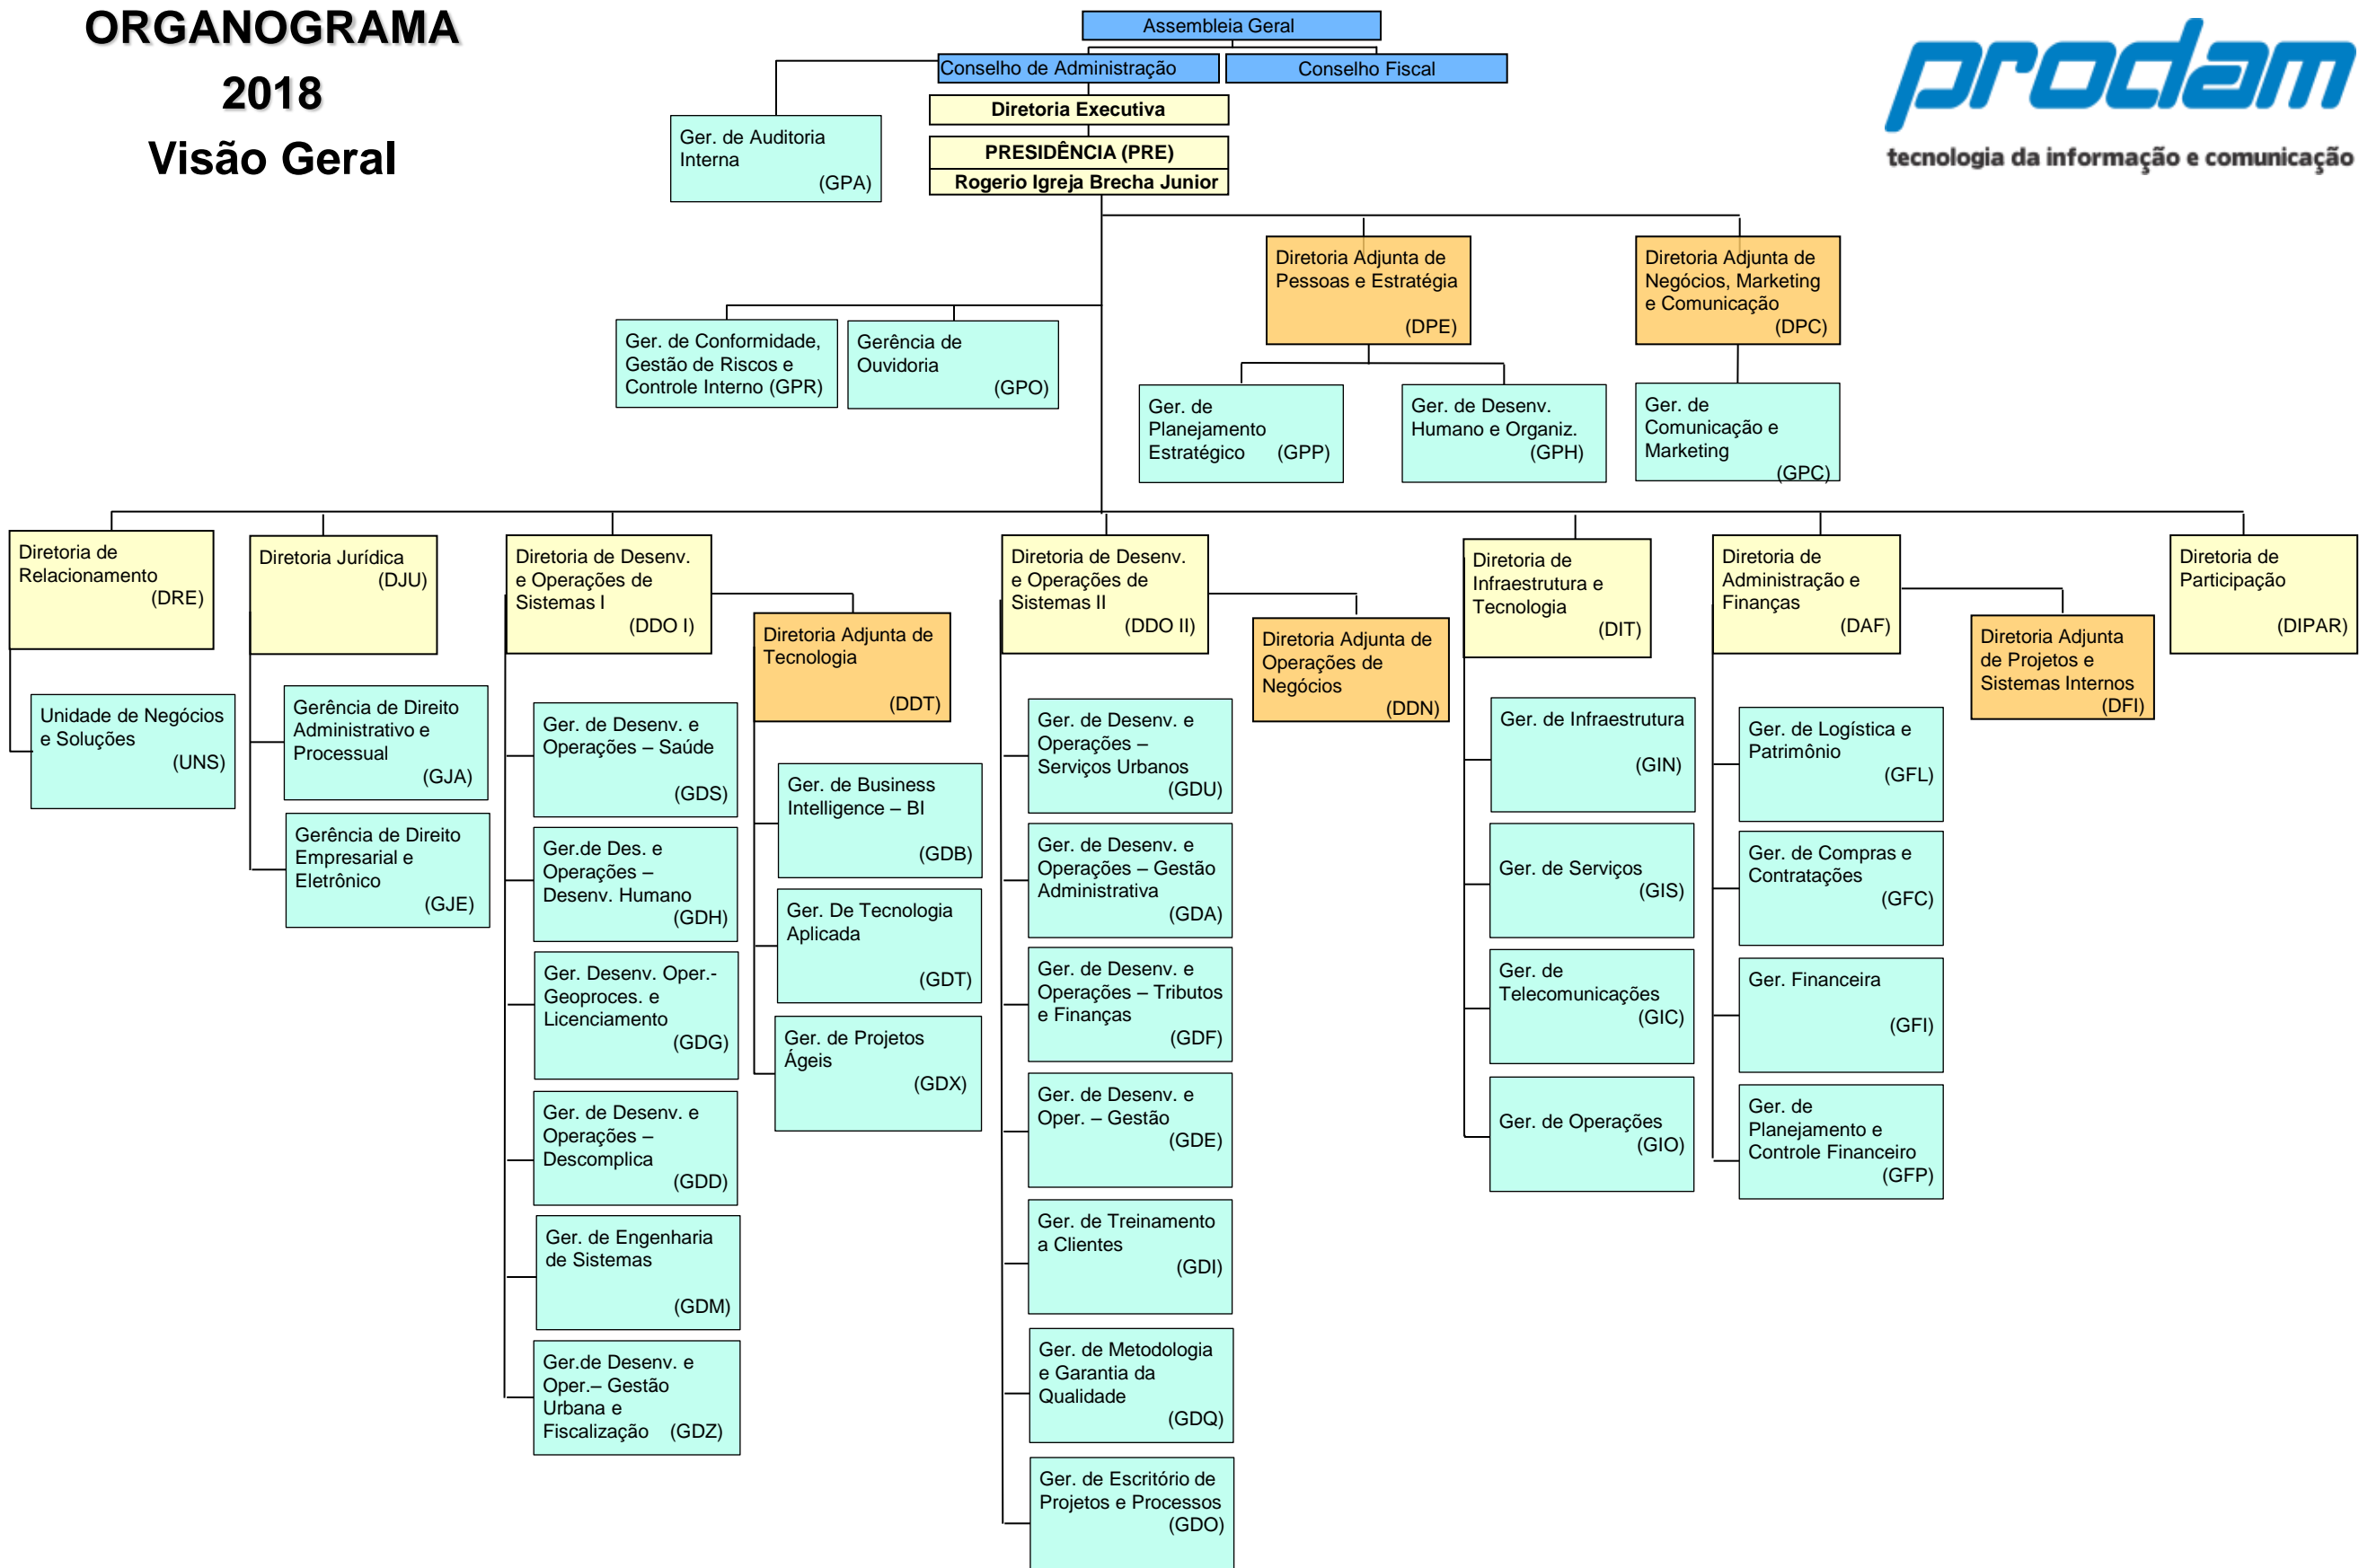 ORGANOGRAMA
2018
Visão Geral
prodam
tecnologia da informação e comunicação
Assembleia Geral
Conselho de Administração
Conselho Fiscal
Diretoria Executiva
PRESIDÊNCIA (PRE)
Rogerio Igreja Brecha Junior
Ger. de Auditoria
Interna
(GPA)
Diretoria Adjunta de
Pessoas e Estratégia
(DPE)
Diretoria Adjunta de
Negócios, Marketing
e Comunicação
(DPC)
Ger. de Conformidade,
Gestão de Riscos e
Controle Interno (GPR)
Gerência de
Ouvidoria
(GPO)
Ger. de
Planejamento
Estratégico (GPP)
Ger. de Desenv.
Humano e Organiz.
(GPH)
Ger. de
Comunicação e
Marketing
(GPC)
Diretoria de
Relacionamento
(DRE)
Unidade de Negócios
e Soluções
(UNS)
Diretoria Jurídica
(DJU)
Gerência de Direito
Administrativo e
Processual
(GJA)
Gerência de Direito
Empresarial e
Eletrônico
(GJE)
Diretoria de Desenv.
e Operações de
Sistemas I
(DDO I)
Ger. de Desenv. e
Operações – Saúde
(GDS)
Ger.de Des. e
Operações –
Desenv. Humano
(GDH)
Ger. Desenv. Oper.-
Geoproces. e
Licenciamento
(GDG)
Ger. de Desenv. e
Operações –
Descomplica
(GDD)
Ger. de Engenharia
de Sistemas
(GDM)
Ger.de Desenv. e
Oper.– Gestão
Urbana e
Fiscalização (GDZ)
Diretoria Adjunta de
Tecnologia
(DDT)
Ger. de Business
Intelligence – BI
(GDB)
Ger. De Tecnologia
Aplicada
(GDT)
Ger. de Projetos
Ágeis
(GDX)
Diretoria de Desenv.
e Operações de
Sistemas II
(DDO II)
Ger. de Desenv. e
Operações –
Serviços Urbanos
(GDU)
Ger. de Desenv. e
Operações – Gestão
Administrativa
(GDA)
Ger. de Desenv. e
Operações – Tributos
e Finanças
(GDF)
Ger. de Desenv. e
Oper. – Gestão
(GDE)
Ger. de Treinamento
a Clientes
(GDI)
Ger. de Metodologia
e Garantia da
Qualidade
(GDQ)
Ger. de Escritório de
Projetos e Processos
(GDO)
Diretoria Adjunta de
Operações de
Negócios
(DDN)
Diretoria de
Infraestrutura e
Tecnologia
(DIT)
Ger. de Infraestrutura
(GIN)
Ger. de Serviços
(GIS)
Ger. de
Telecomunicações
(GIC)
Ger. de Operações
(GIO)
Diretoria de
Administração e
Finanças
(DAF)
Ger. de Logística e
Patrimônio
(GFL)
Ger. de Compras e
Contratações
(GFC)
Ger. Financeira
(GFI)
Ger. de
Planejamento e
Controle Financeiro
(GFP)
Diretoria Adjunta
de Projetos e
Sistemas Internos
(DFI)
Diretoria de
Participação
(DIPAR)